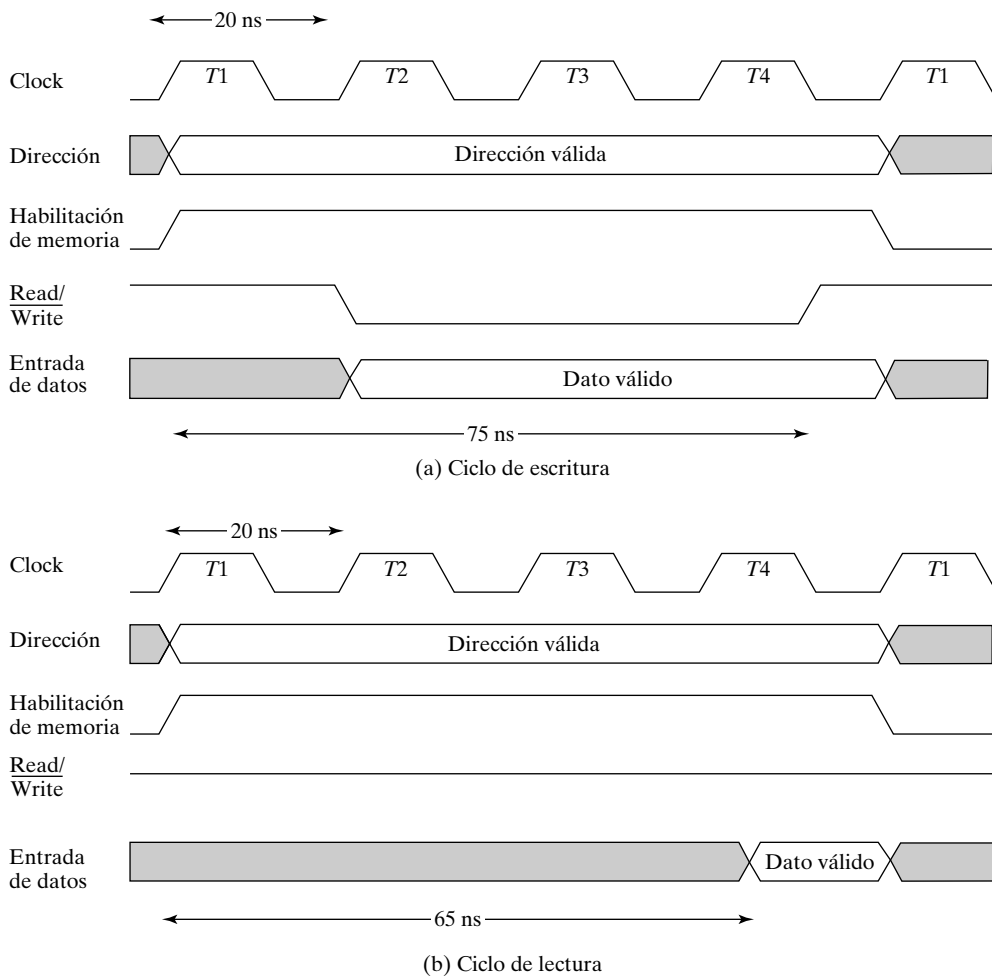 20 ns
Clock
T1
T2
T3
T4
T1
Dirección
Dirección válida
Habilitación
de memoria
Read/
Write
Entrada
de datos
Dato válido
75 ns
(a) Ciclo de escritura
20 ns
Clock
T1
T2
T3
T4
T1
Dirección
Dirección válida
Habilitación
de memoria
Read/
Write
Entrada
de datos
Dato válido
65 ns
(b) Ciclo de lectura